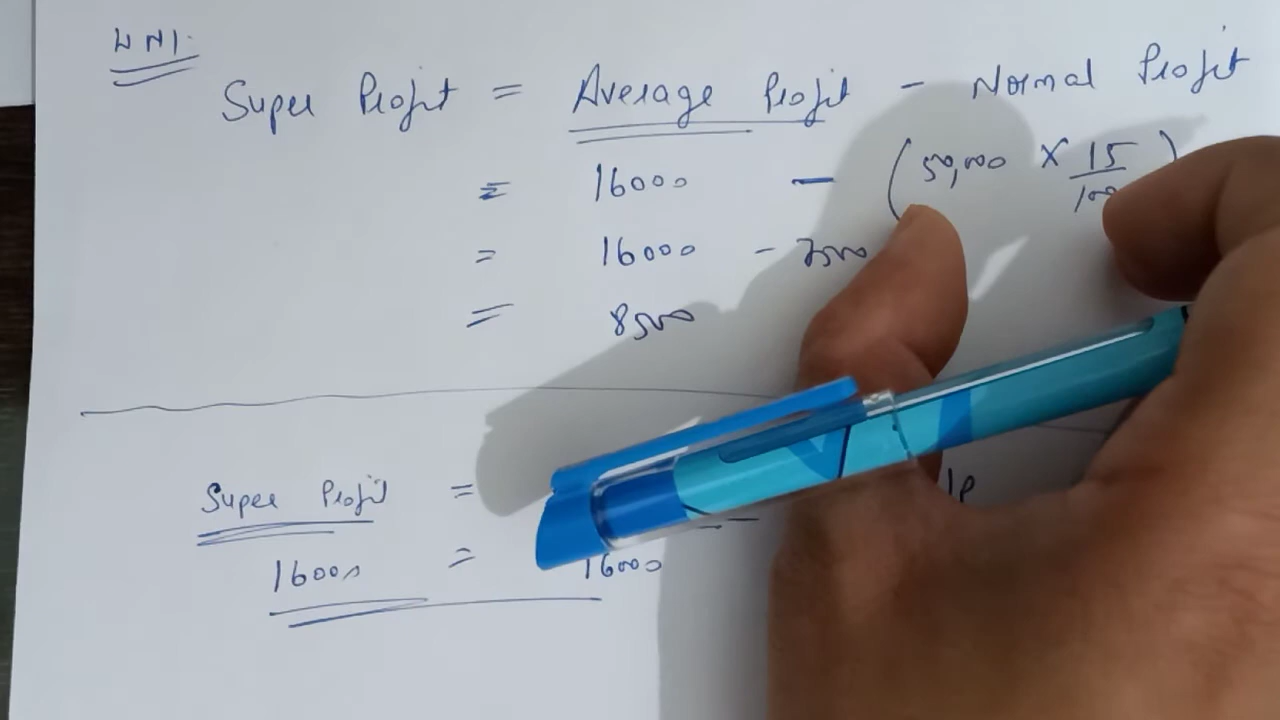 WN1.
Super Profit = Average Profit - Normal Profit
= 16000 - (50,000 X 15/100)
= 16000 - 7500
= 8500
Super Profit =
16000 = 16000